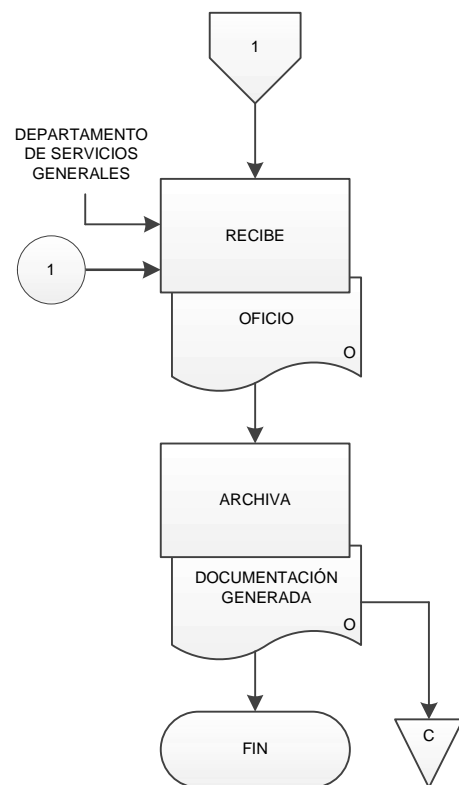 1
DEPARTAMENTO
DE SERVICIOS
GENERALES
RECIBE
1
OFICIO
O
ARCHIVA
DOCUMENTACIÓN
GENERADA
O
FIN
C